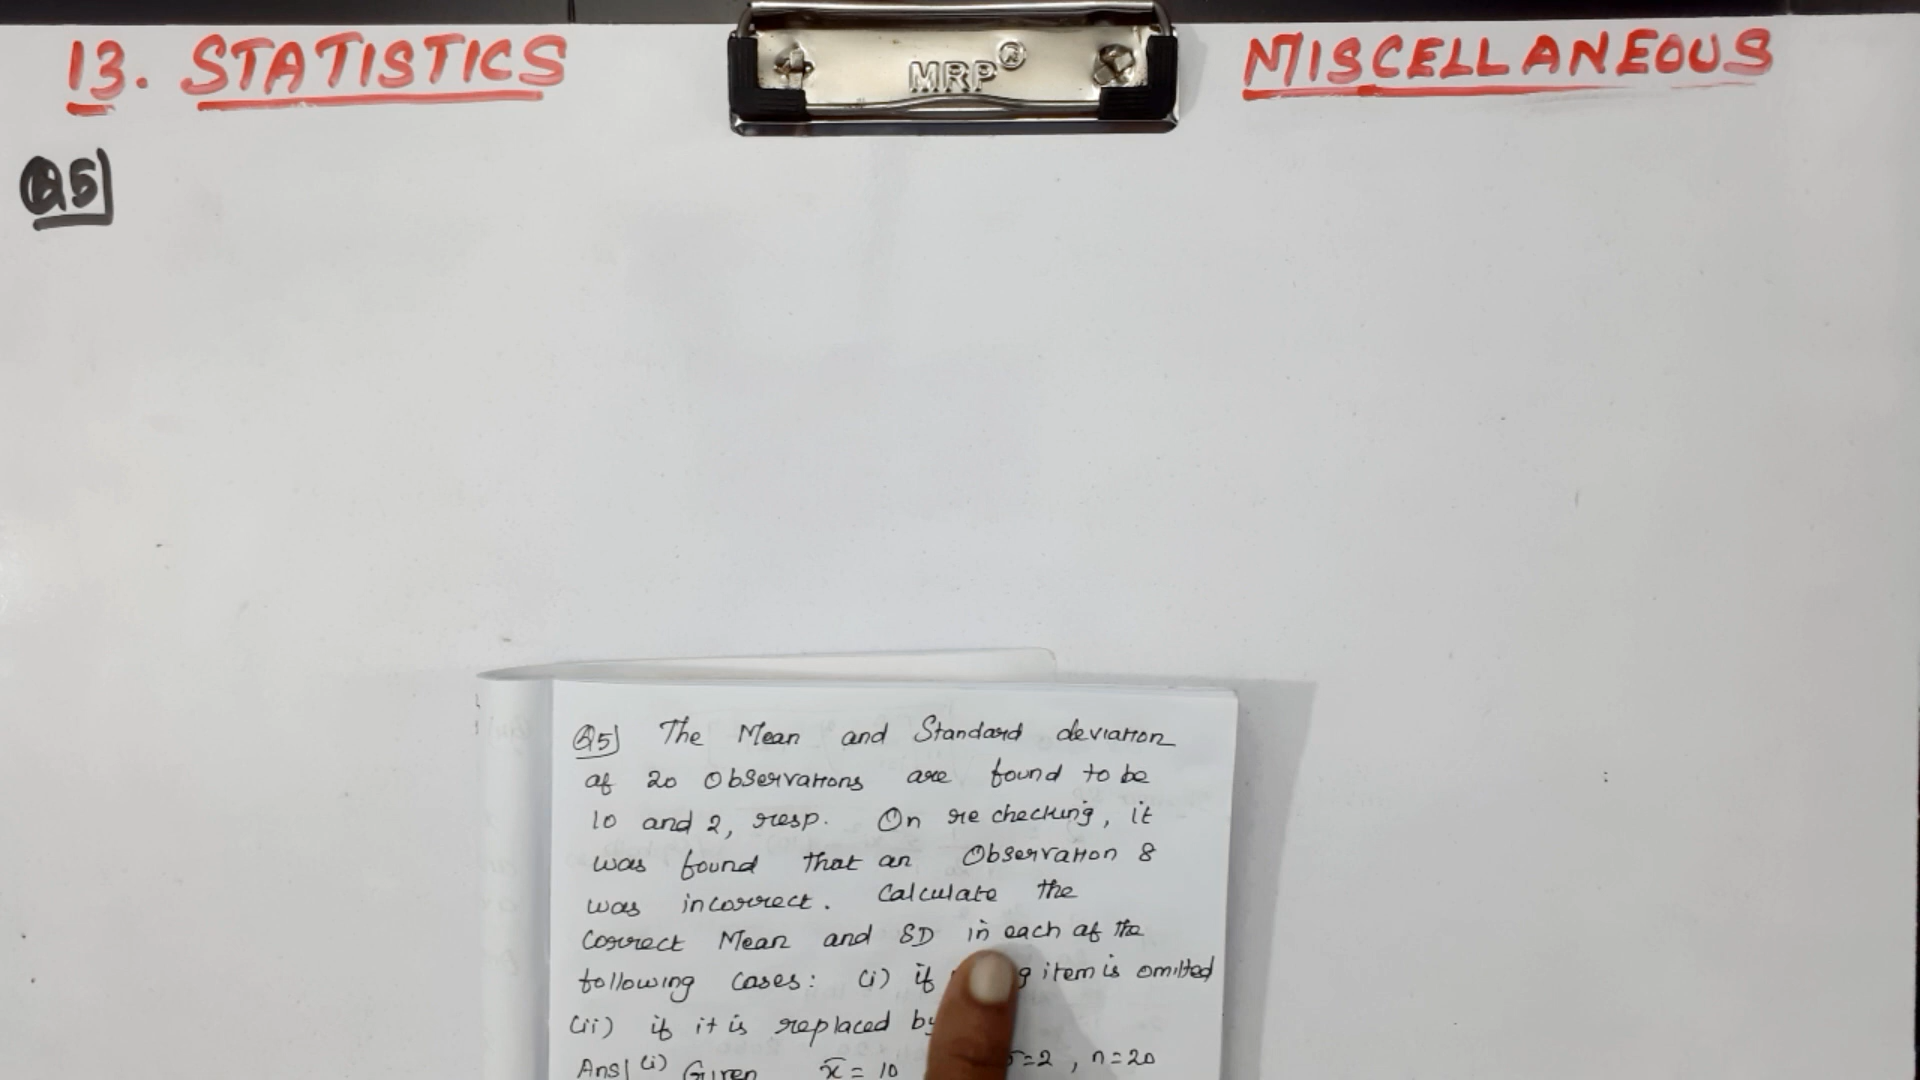 13. STATISTICS
MISCELLANEOUS
MRP®
Q5
Q5 The Mean and Standard deviation
of 20 Observations are found to be
10 and 2, resp. On rechecking, it
was found that an Observation 8
was incorrect. Calculate the
Correct Mean and SD in each of the
following cases: (i) if item is omitted
(ii) if it is replaced by
Ans (i) Given x̄ = 10 =2, n=20